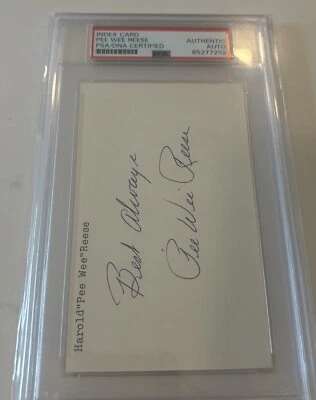 INDEX CARD
PEE WEE REESE
PSA/DNA CERTIFIED
AUTHENTIC
AUTO
Best Always
Pee Wee Reese
Harold"Pee Wee"Reese